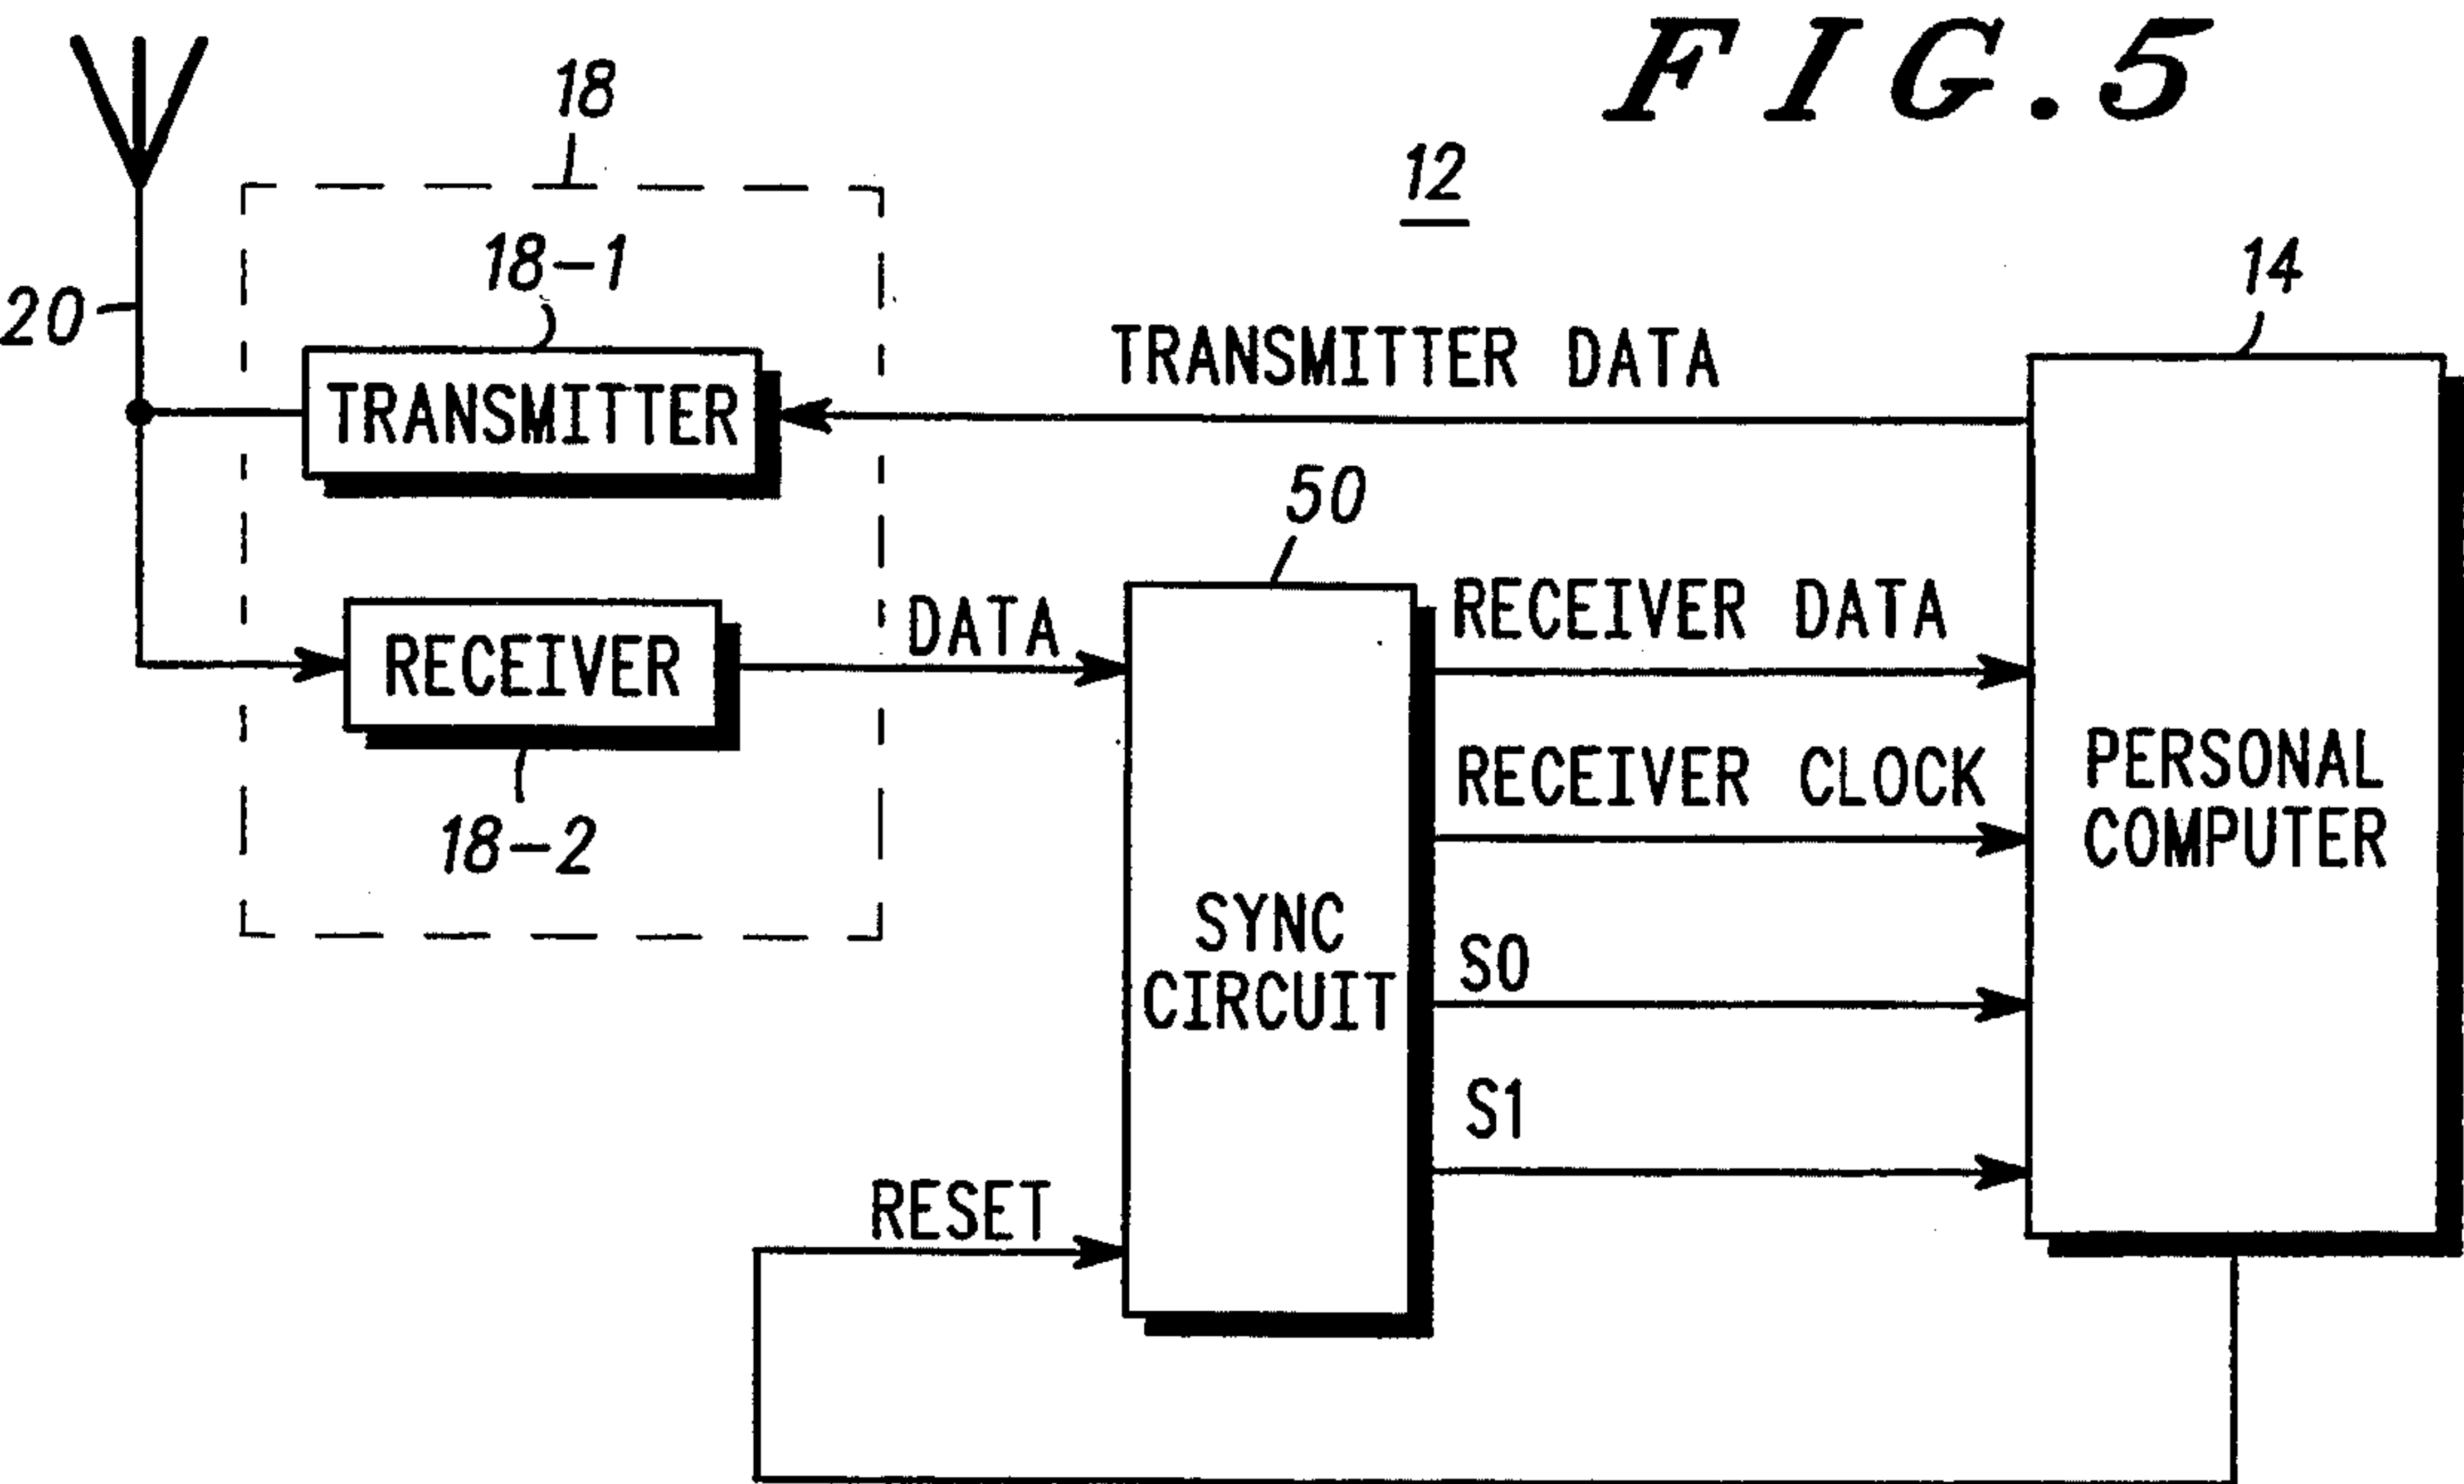 FIG.5
18
12
18-1
14
20
TRANSMITTER DATA
TRANSMITTER
50
RECEIVER DATA
DATA
RECEIVER
RECEIVER CLOCK
PERSONAL
COMPUTER
18-2
SYNC
CIRCUIT
S0
S1
RESET